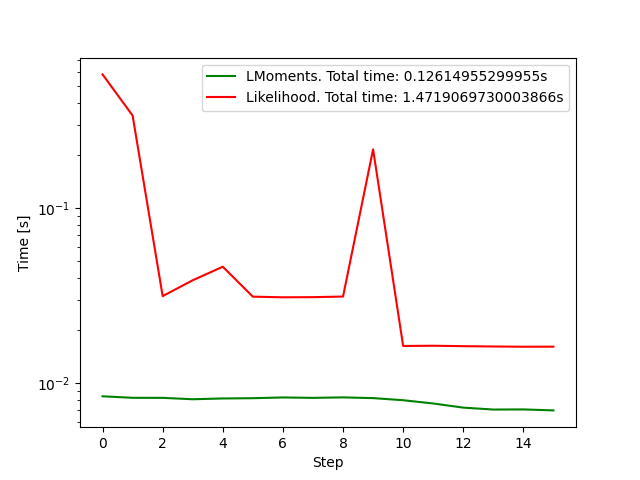 LMoments. Total time: 0.12614955299955s
Likelihood. Total time: 1.4719069730003866s
Time [s]
10⁻¹
10⁻²
0 2 4 6 8 10 12 14
Step